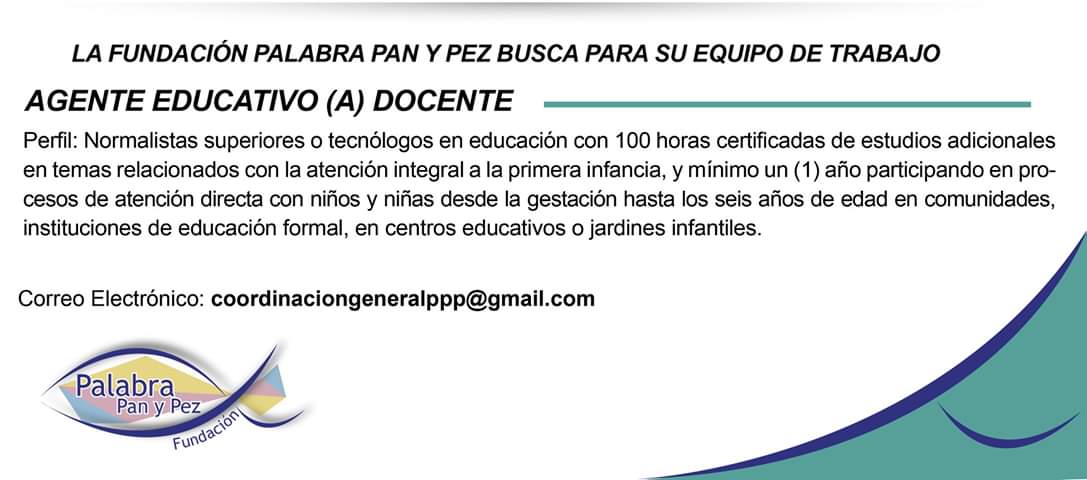 LA FUNDACIÓN PALABRA PAN Y PEZ BUSCA PARA SU EQUIPO DE TRABAJO
AGENTE EDUCATIVO (A) DOCENTE
Perfil: Normalistas superiores o tecnólogos en educación con 100 horas certificadas de estudios adicionales
en temas relacionados con la atención integral a la primera infancia, y mínimo un (1) año participando en pro-
cesos de atención directa con niños y niñas desde la gestación hasta los seis años de edad en comunidades,
instituciones de educación formal, en centros educativos o jardines infantiles.
Correo Electrónico: coordinaciongeneralppp@gmail.com
Palabra
Pan y Pez
Fundación